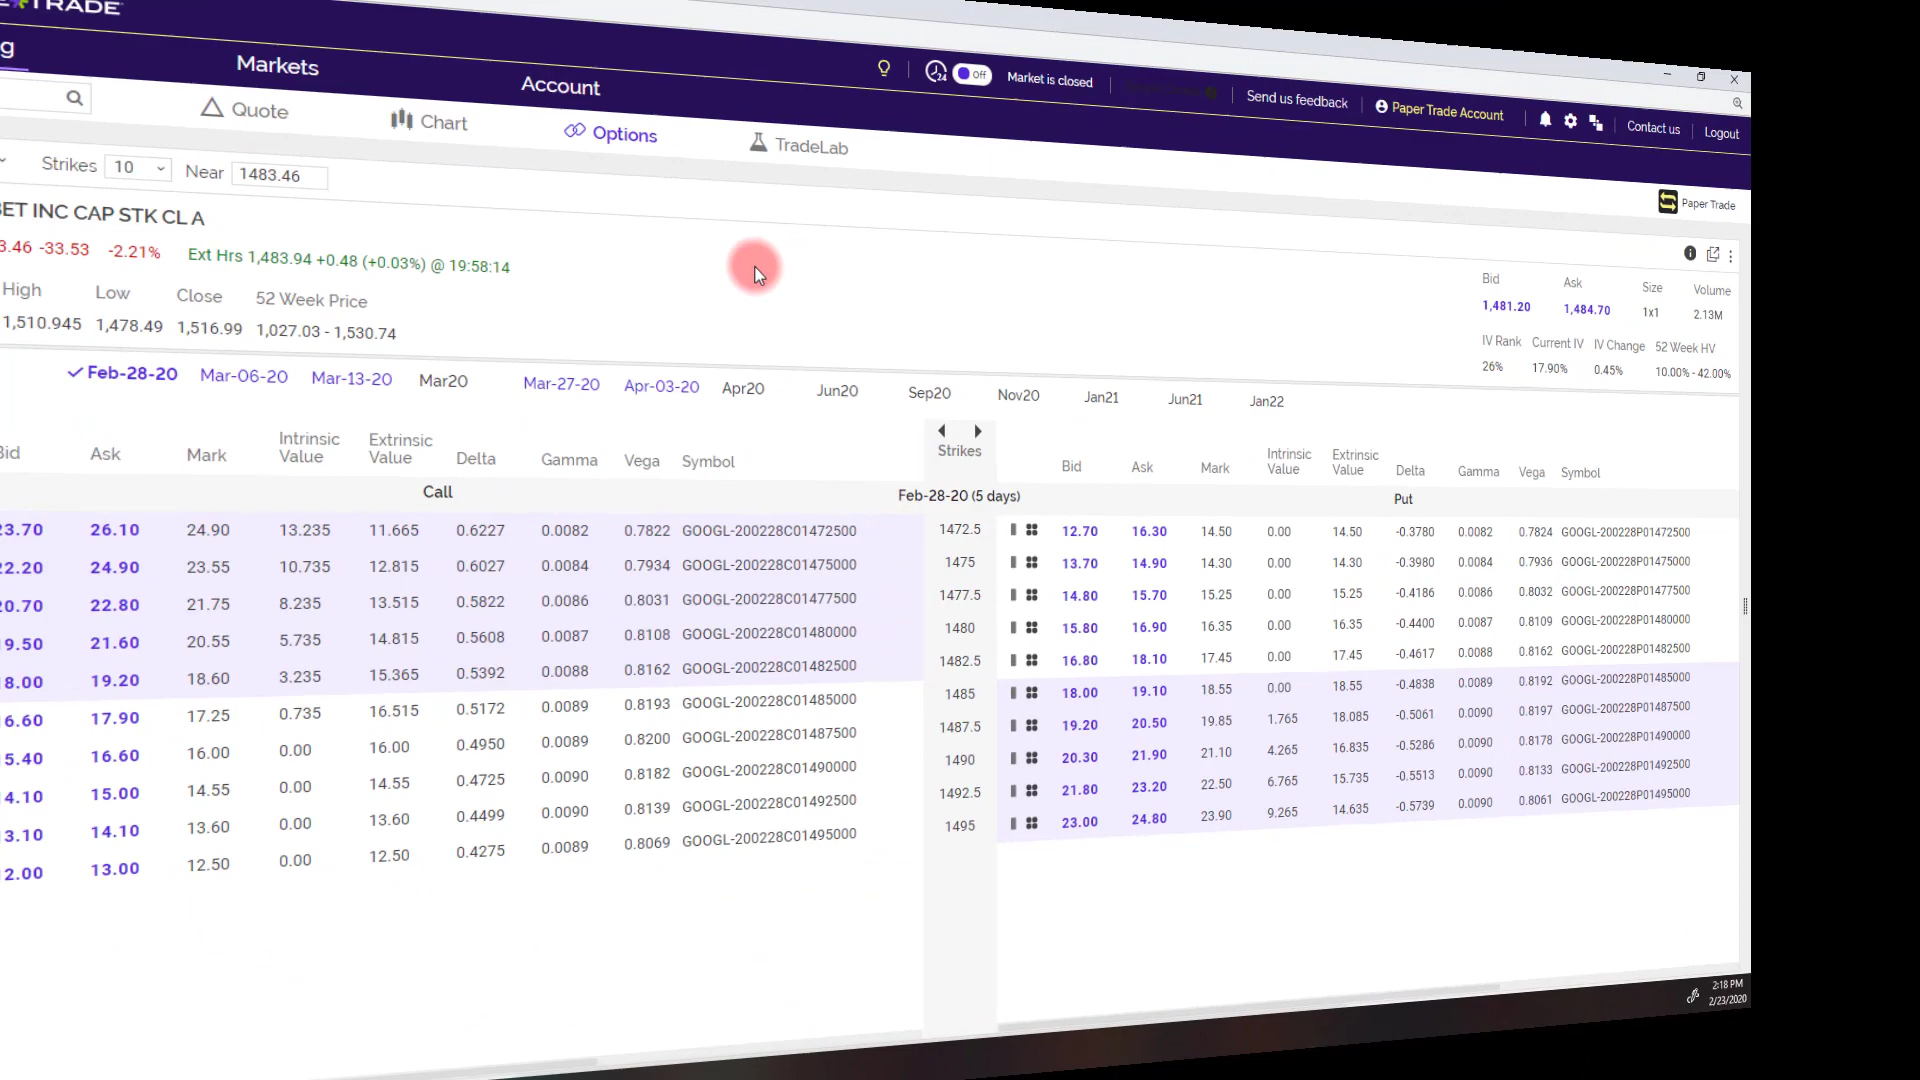 TRADE
g Markets Account Off Market is closed Send us feedback Paper Trade Account Contact us Logout
Quote Chart Options TradeLab
Strikes 10 Near 1483.46
Paper Trade
BET INC CAP STK CL A
3.46 -33.53 -2.21% Ext Hrs 1,483.94 +0.48 (+0.03%) @ 19:58:14
High Low Close 52 Week Price
1,510.945 1,478.49 1,516.99 1,027.03 - 1,530.74
Bid Ask Size Volume
1,481.20 1,484.70 1x1 2.13M
IV Rank Current IV IV Change 52 Week HV
26% 17.90% 0.45% 10.00% - 42.00%
Feb-28-20 Mar-06-20 Mar-13-20 Mar20 Mar-27-20 Apr-03-20 Apr20 Jun20 Sep20 Nov20 Jan21 Jun21 Jan22
Bid Ask Mark Intrinsic Value Extrinsic Value Delta Gamma Vega Symbol Strikes Bid Ask Mark Intrinsic Value Extrinsic Value Delta Gamma Vega Symbol
Call Feb-28-20 (5 days) Put
23.70 26.10 24.90 13.235 11.665 0.6227 0.0082 0.7822 GOOGL-200228C01472500 1472.5 12.70 16.30 14.50 0.00 14.50 -0.3780 0.0082 0.7824 GOOGL-200228P01472500
22.20 24.90 23.55 10.735 12.815 0.6027 0.0084 0.7934 GOOGL-200228C01475000 1475 13.70 14.90 14.30 0.00 14.30 -0.3980 0.0084 0.7936 GOOGL-200228P01475000
20.70 22.80 21.75 8.235 13.515 0.5822 0.0086 0.8031 GOOGL-200228C01477500 1477.5 14.80 15.70 15.25 0.00 15.25 -0.4186 0.0086 0.8032 GOOGL-200228P01477500
19.50 21.60 20.55 5.735 14.815 0.5608 0.0087 0.8108 GOOGL-200228C01480000 1480 15.80 16.90 16.35 0.00 16.35 -0.4400 0.0087 0.8109 GOOGL-200228P01480000
18.00 19.20 18.60 3.235 15.365 0.5392 0.0088 0.8162 GOOGL-200228C01482500 1482.5 16.80 18.10 17.45 0.00 17.45 -0.4617 0.0088 0.8162 GOOGL-200228P01482500
16.60 17.90 17.25 0.735 16.515 0.5172 0.0089 0.8193 GOOGL-200228C01485000 1485 18.00 19.10 18.55 0.00 18.55 -0.4838 0.0089 0.8192 GOOGL-200228P01485000
15.40 16.60 16.00 0.00 16.00 0.4950 0.0089 0.8200 GOOGL-200228C01487500 1487.5 19.20 20.50 19.85 1.765 18.085 -0.5061 0.0090 0.8197 GOOGL-200228P01487500
14.10 15.00 14.55 0.00 14.55 0.4725 0.0090 0.8182 GOOGL-200228C01490000 1490 20.30 21.90 21.10 4.265 16.835 -0.5286 0.0090 0.8178 GOOGL-200228P01490000
13.10 14.10 13.60 0.00 13.60 0.4499 0.0090 0.8139 GOOGL-200228C01492500 1492.5 21.80 23.20 22.50 6.765 15.735 -0.5513 0.0090 0.8133 GOOGL-200228P01492500
12.00 13.00 12.50 0.00 12.50 0.4275 0.0089 0.8069 GOOGL-200228C01495000 1495 23.00 24.80 23.90 9.265 14.635 -0.5739 0.0090 0.8061 GOOGL-200228P01495000
2:18 PM
2/23/2020